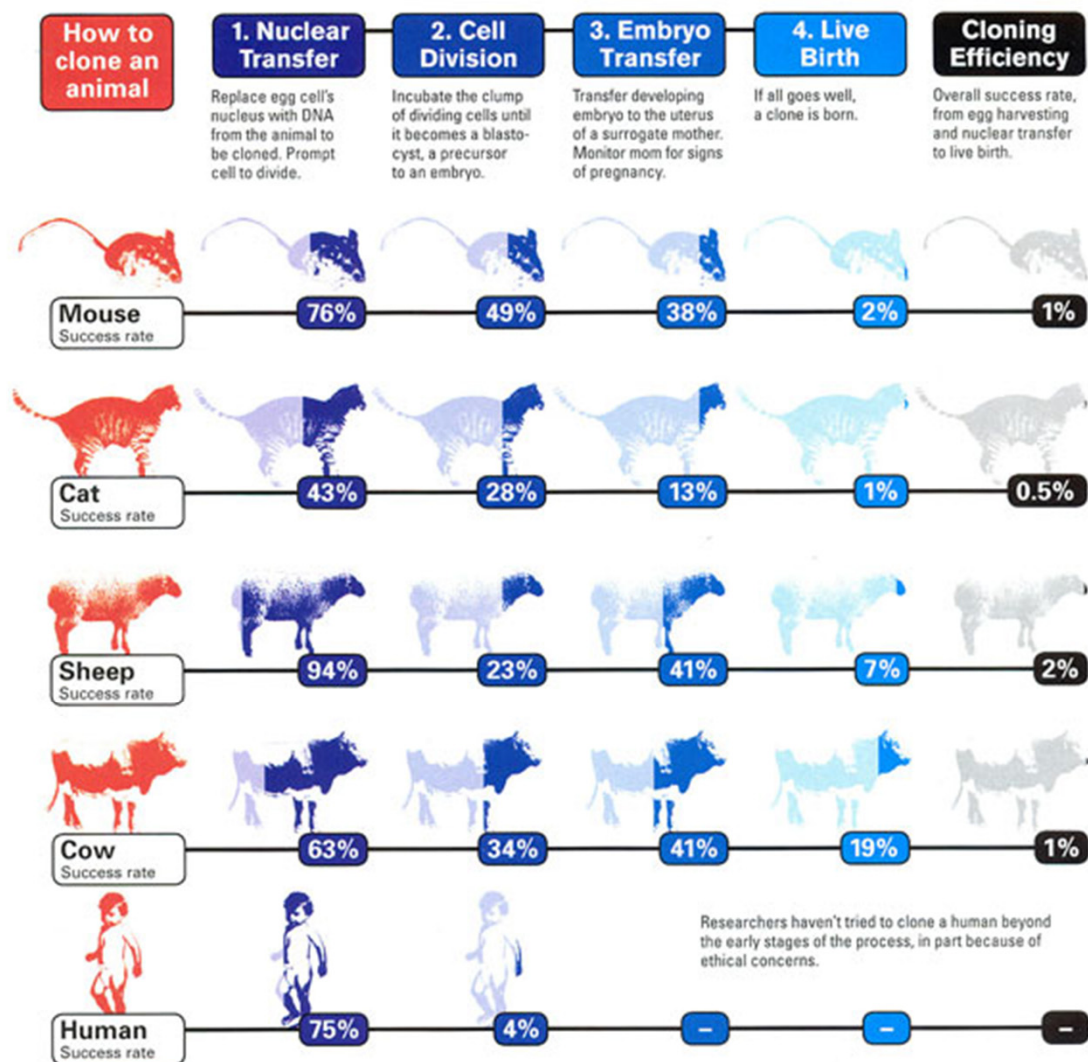 How to
clone an
animal
1. Nuclear
Transfer
Replace egg cell's
nucleus with DNA
from the animal to
be cloned. Prompt
cell to divide.
2. Cell
Division
Incubate the clump
of dividing cells until
it becomes a blasto-
cyst, a precursor
to an embryo.
3. Embryo
Transfer
Transfer developing
embryo to the uterus
of a surrogate mother.
Monitor mom for signs
of pregnancy.
4. Live
Birth
If all goes well,
a clone is born.
Cloning
Efficiency
Overall success rate,
from egg harvesting
and nuclear transfer
to live birth.
Mouse
Success rate
76% 49% 38% 2% 1%
Cat
Success rate
43% 28% 13% 1% 0.5%
Sheep
Success rate
94% 23% 41% 7% 2%
Cow
Success rate
63% 34% 41% 19% 1%
Researchers haven't tried to clone a human beyond
the early stages of the process, in part because of
ethical concerns.
Human
Success rate
75% 4% – – –